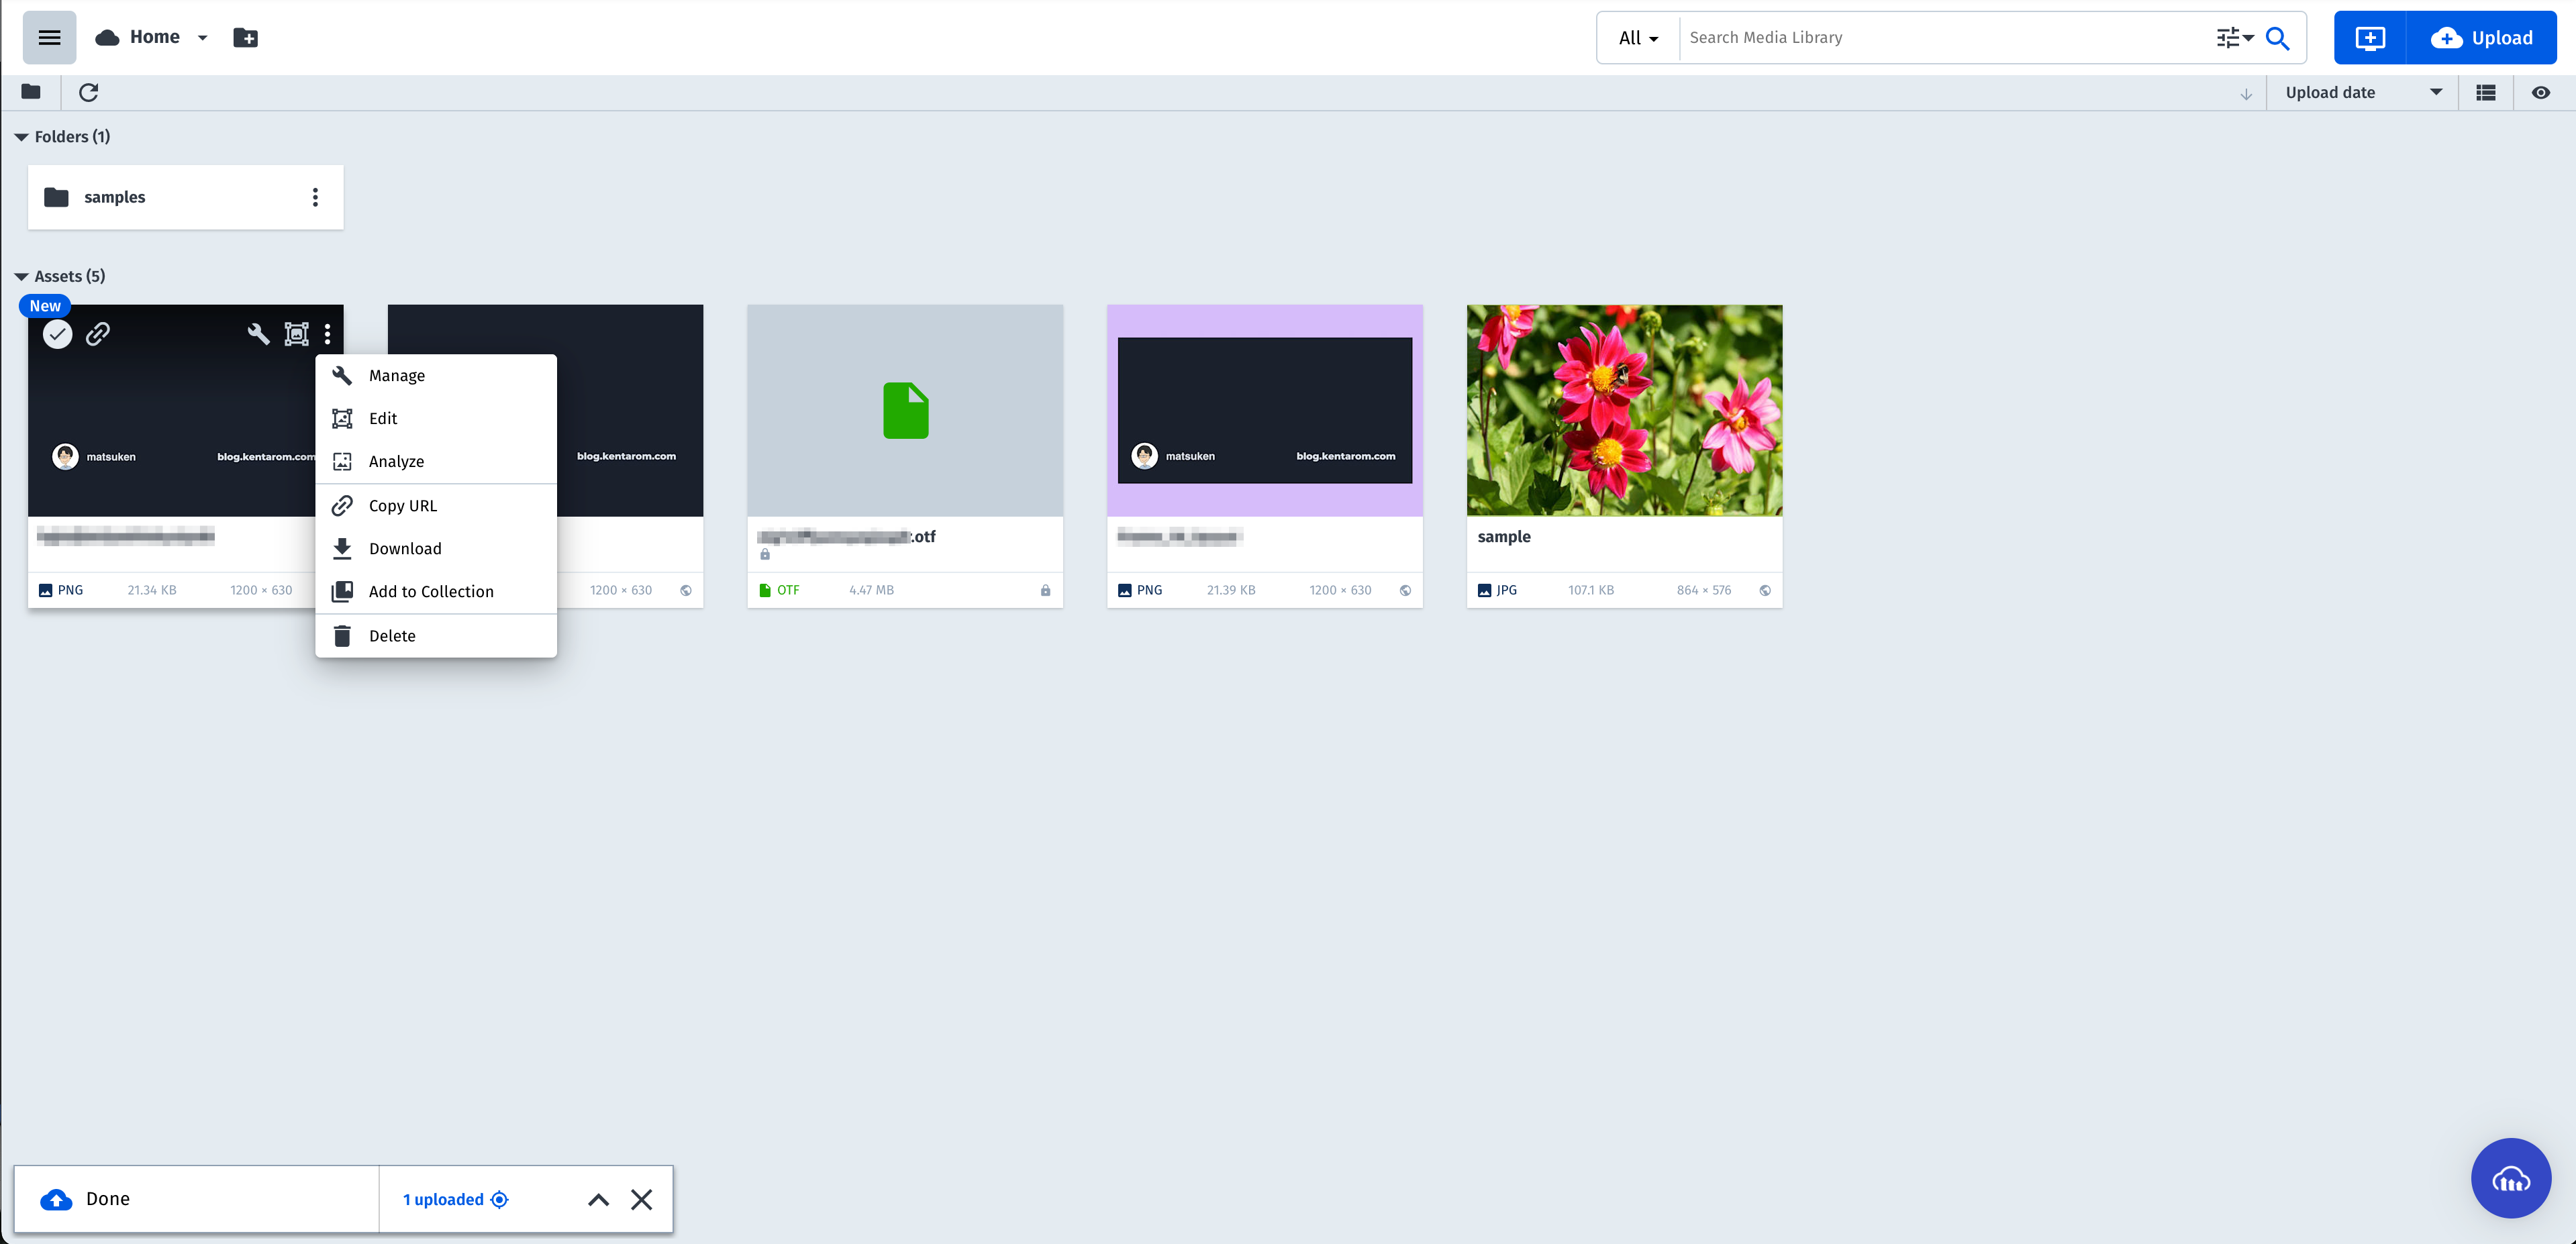 Home
All
Search Media Library
Upload
Upload date
Folders (1)
samples
Assets (5)
New
Manage
Edit
Analyze
Copy URL
Download
Add to Collection
Delete
matsuken
blog.kentarom.com
PNG
21.34 KB
1200 × 630
blog.kentarom.com
1200 × 630
.otf
OTF
4.47 MB
matsuken
blog.kentarom.com
PNG
21.39 KB
1200 × 630
sample
JPG
107.1 KB
864 × 576
Done
1 uploaded